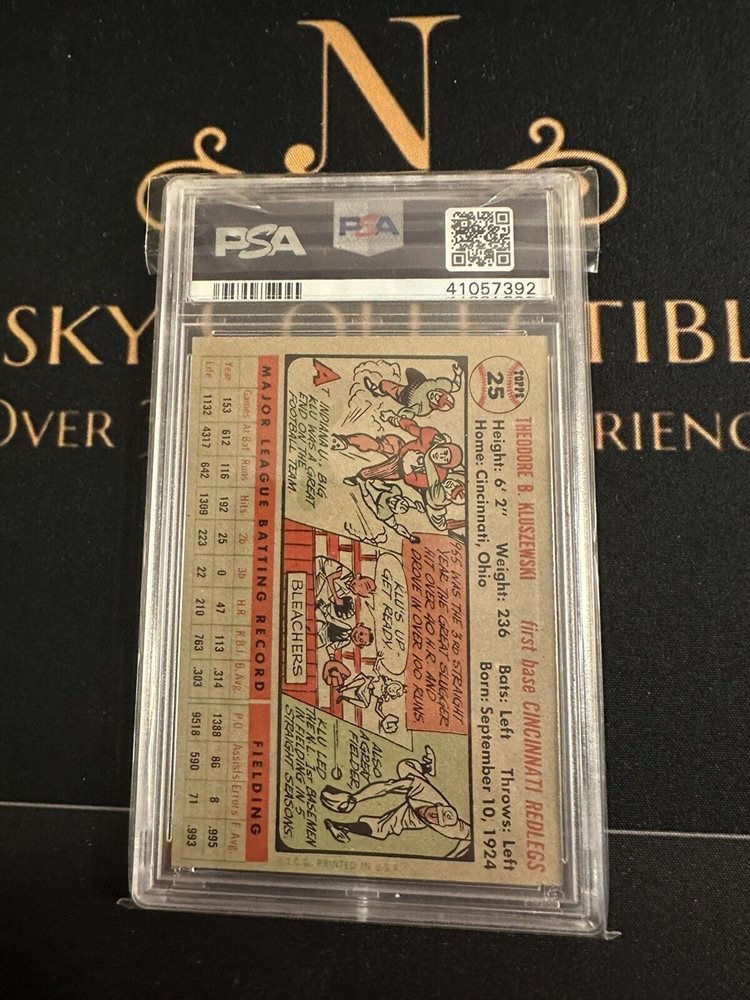 N
SKY COLLECTIBL
OVER
RIENC
PSA
PSA
41057392
TOPPS
25
THEODORE B. KLUSZEWSKI first base CINCINNATI REDLEGS
Height: 6' 2" Weight: 236 Bats: Left Throws: Left
Home: Cincinnati, Ohio Born: September 10, 1924
AT INDIANA U. BIG
KLU WAS A GREAT
END ON THE
FOOTBALL TEAM.
1955 WAS THE 3RD STRAIGHT
YEAR THE GREAT SLUGGER
HIT OVER 40 H.R. AND
DROVE IN OVER 100 RUNS.
KLU'S UP.
GET READY.
BLEACHERS
ALSO
A GREAT
FIELDER
KLU LED
THE N.L. 1ST BASEMEN
IN FIELDING IN 5
STRAIGHT SEASONS.
MAJOR LEAGUE BATTING RECORD FIELDING
Games At Bat Runs Hits 2b 3b H.R. R.B.I. B.Avg. P.O. Assists Errors F. Avg.
Year 153 612 116 192 25 0 47 113 .314 1388 86 8 .995
Life 1132 4317 642 1309 223 22 210 763 .303 9518 590 71 .993
© T.C.G. PRINTED IN U.S.A.